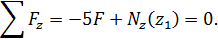 ∑ F_z = −5F + N_z(z_1) = 0.